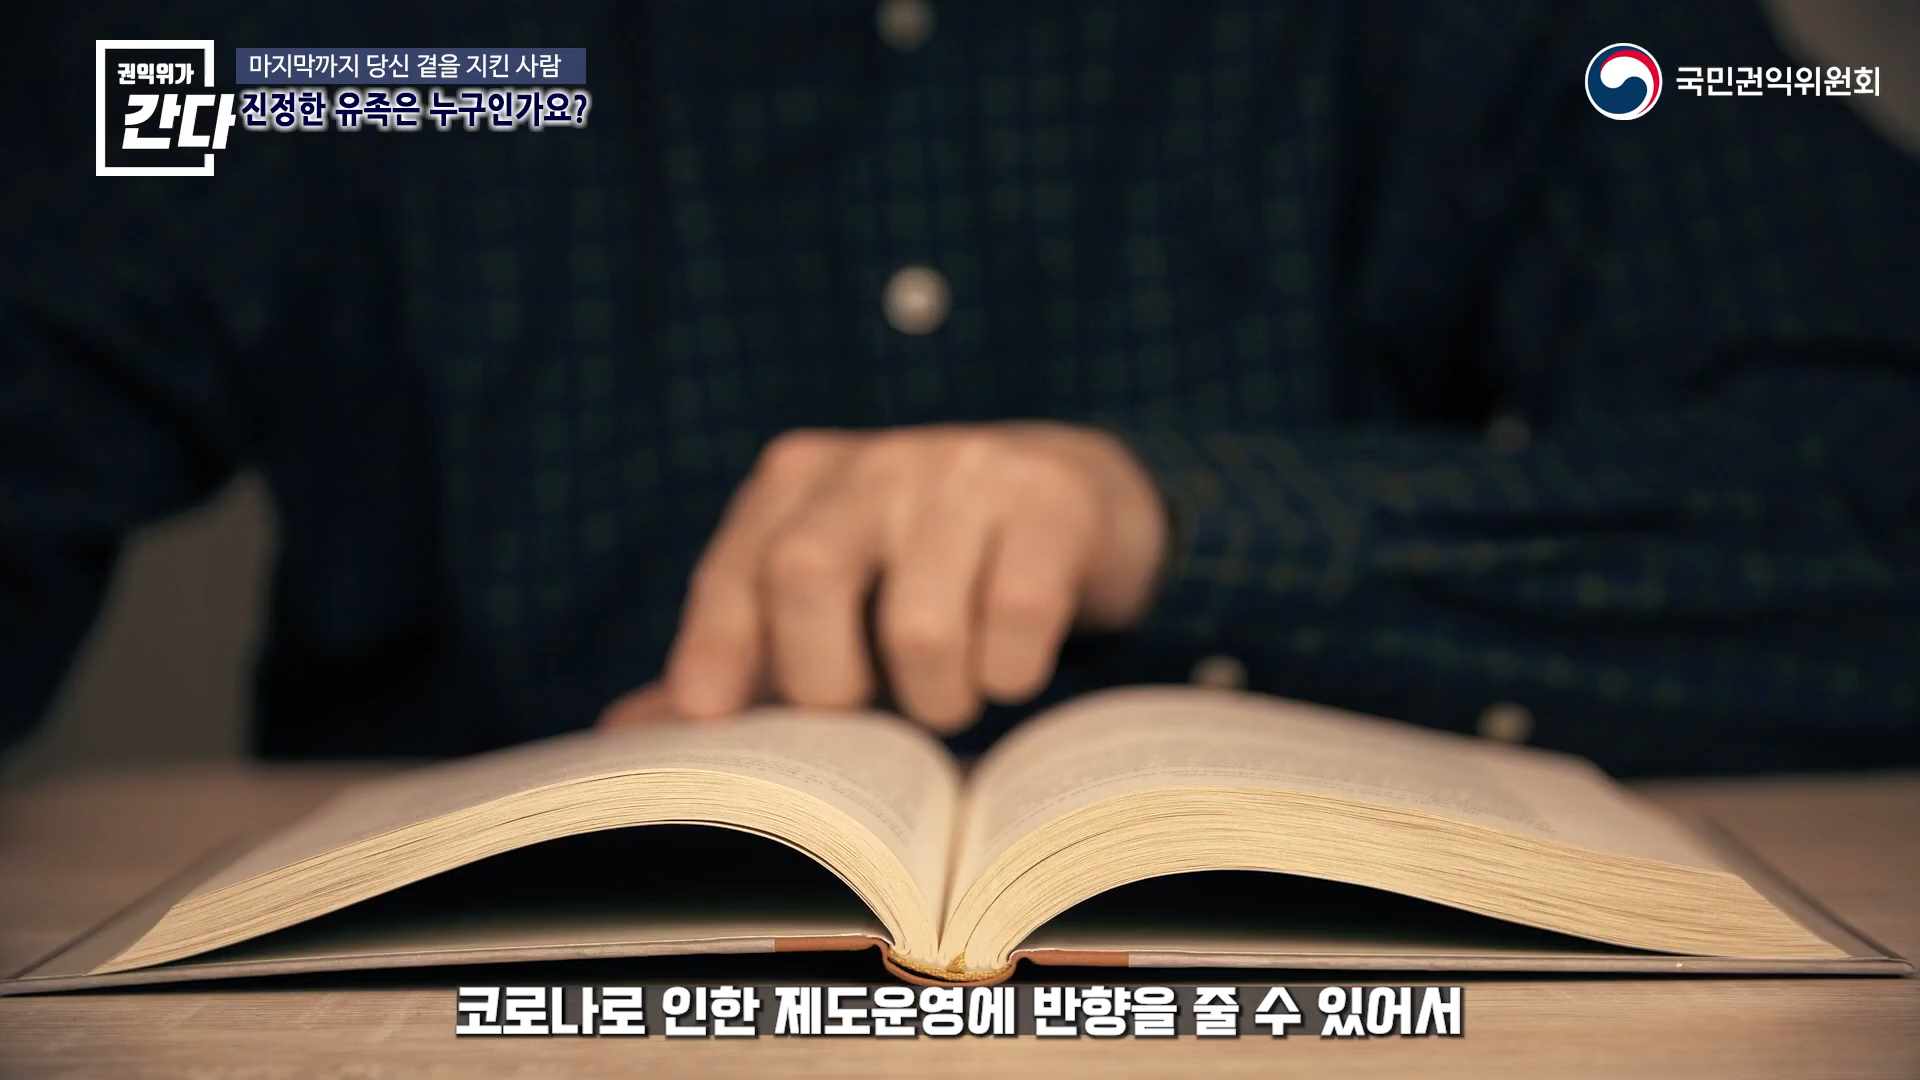 권익위가
간다
마지막까지 당신 곁을 지킨 사람
진정한 유족은 누구인가요?
국민권익위원회
코로나로 인한 제도운영에 반향을 줄 수 있어서